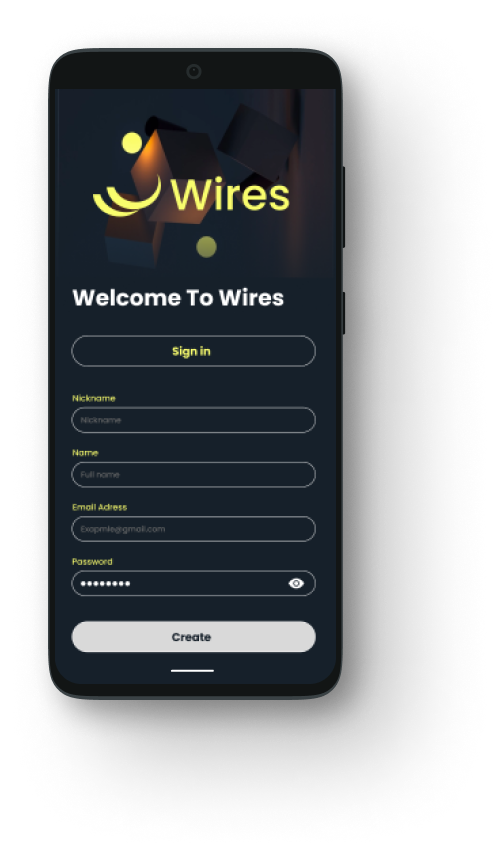 Wires
Welcome To Wires
Sign in
Nickname
Nickname
Name
Full name
Email Adress
Exapmle@gmail.com
Password
Create